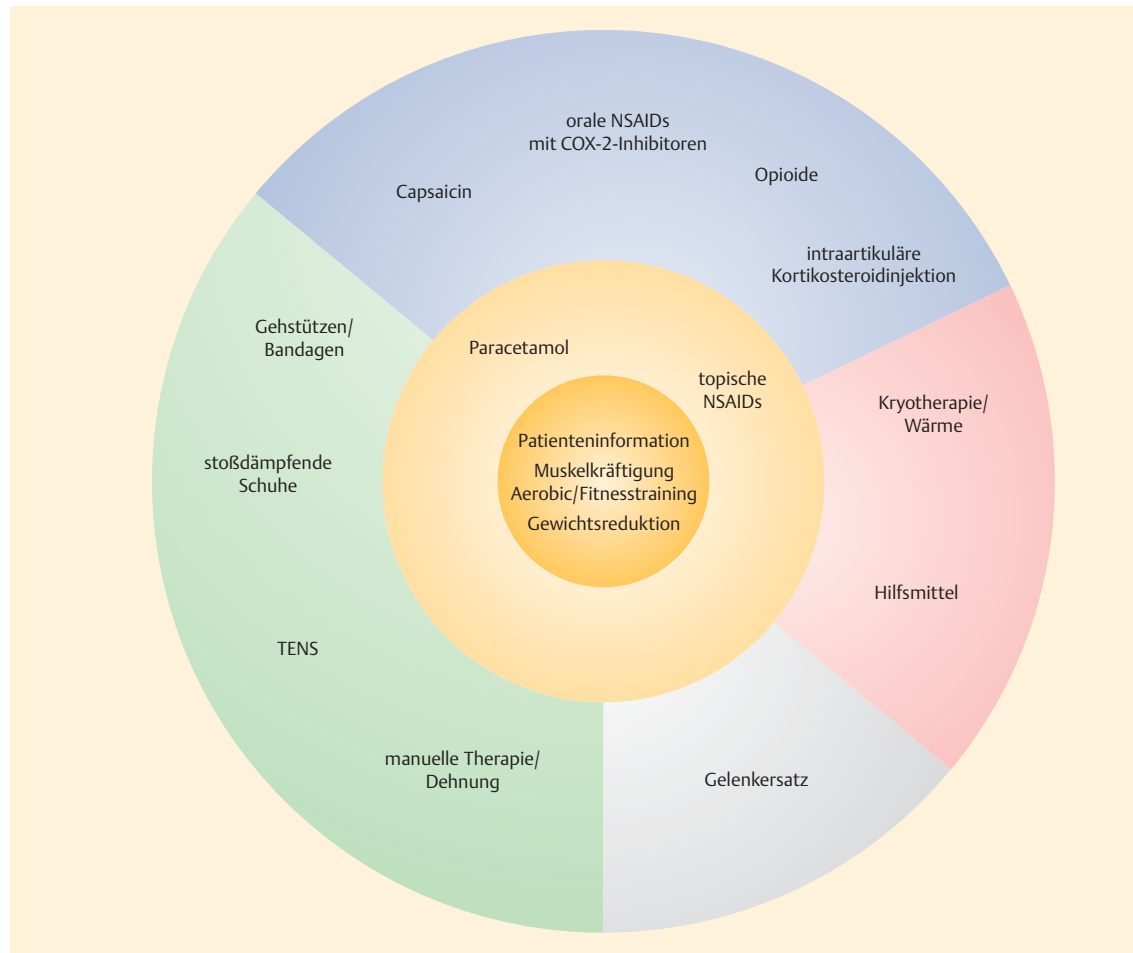 orale NSAIDs
mit COX-2-Inhibitoren
Opioide
Capsaicin
intraartikuläre
Kortikosteroidinjektion
Gehstützen/
Bandagen
Paracetamol
topische
NSAIDs
Kryotherapie/
Wärme
Patienteninformation
Muskelkräftigung
Aerobic/Fitnesstraining
Gewichtsreduktion
stoßdämpfende
Schuhe
Hilfsmittel
TENS
manuelle Therapie/
Dehnung
Gelenkersatz